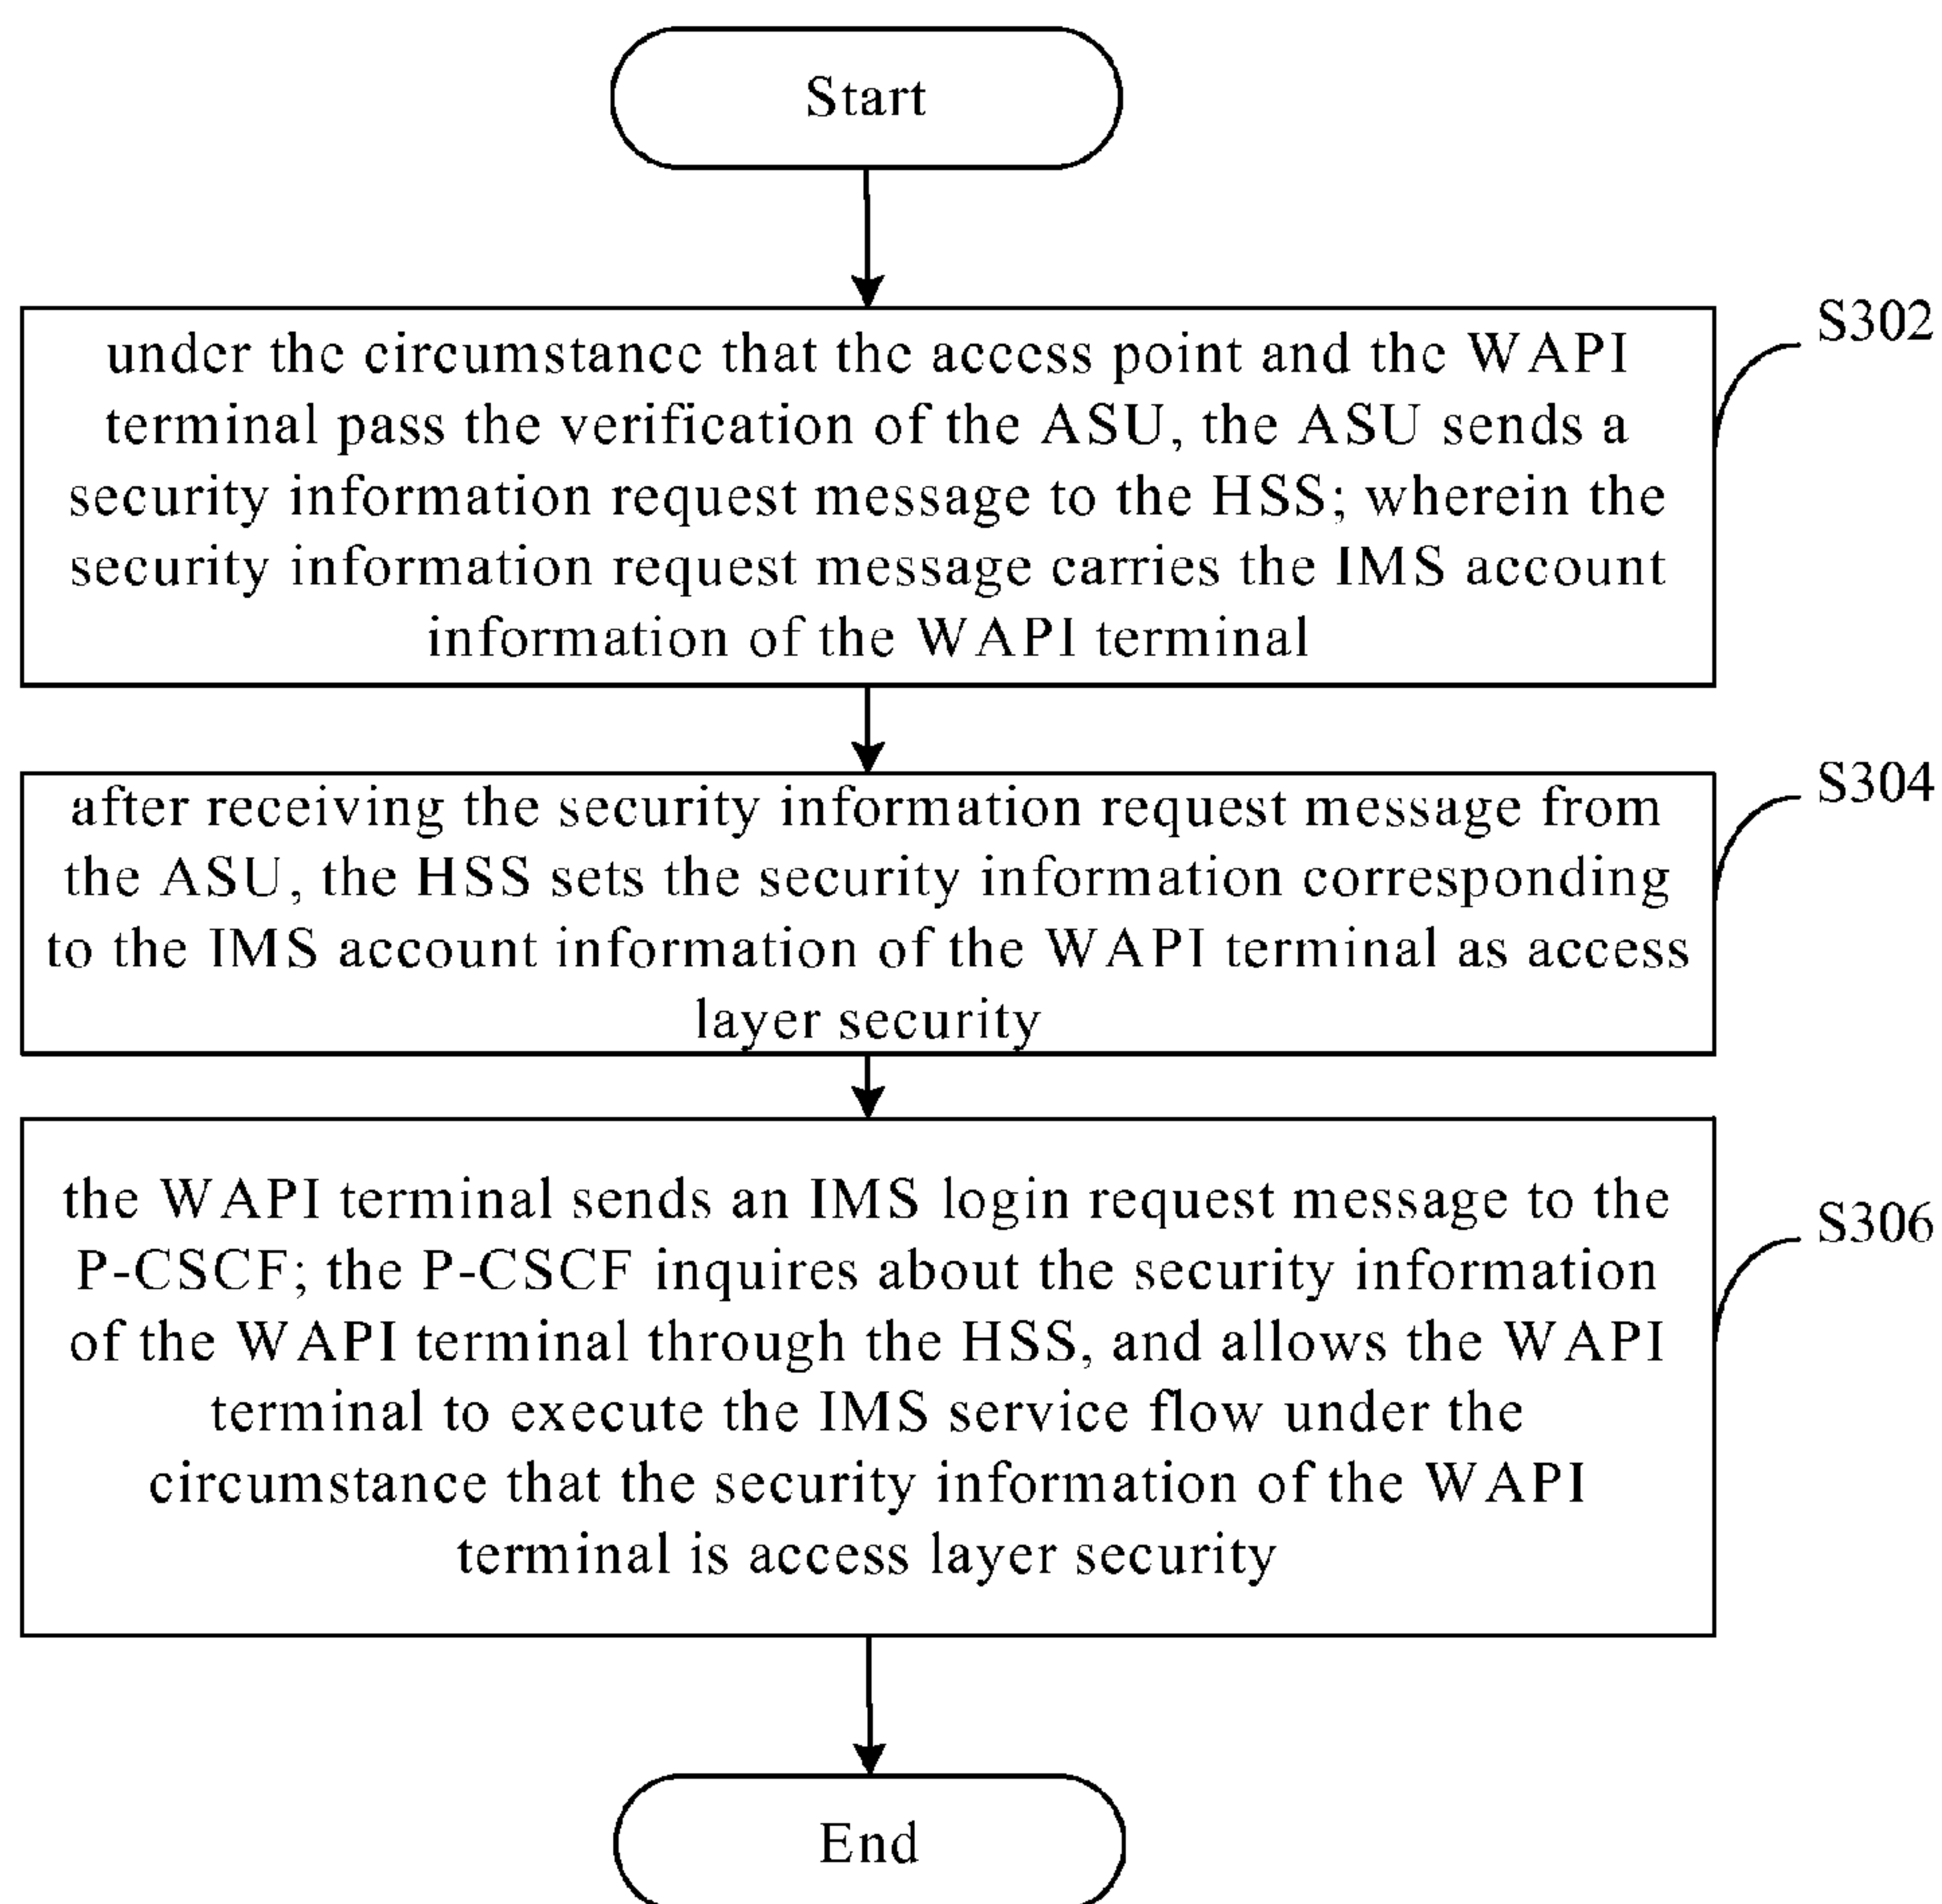 Start
under the circumstance that the access point and the WAPI
terminal pass the verification of the ASU, the ASU sends a
security information request message to the HSS; wherein the
security information request message carries the IMS account
information of the WAPI terminal
S302
after receiving the security information request message from
the ASU, the HSS sets the security information corresponding
to the IMS account information of the WAPI terminal as access
layer security
S304
the WAPI terminal sends an IMS login request message to the
P-CSCF; the P-CSCF inquires about the security information
of the WAPI terminal through the HSS, and allows the WAPI
terminal to execute the IMS service flow under the
circumstance that the security information of the WAPI
terminal is access layer security
S306
End